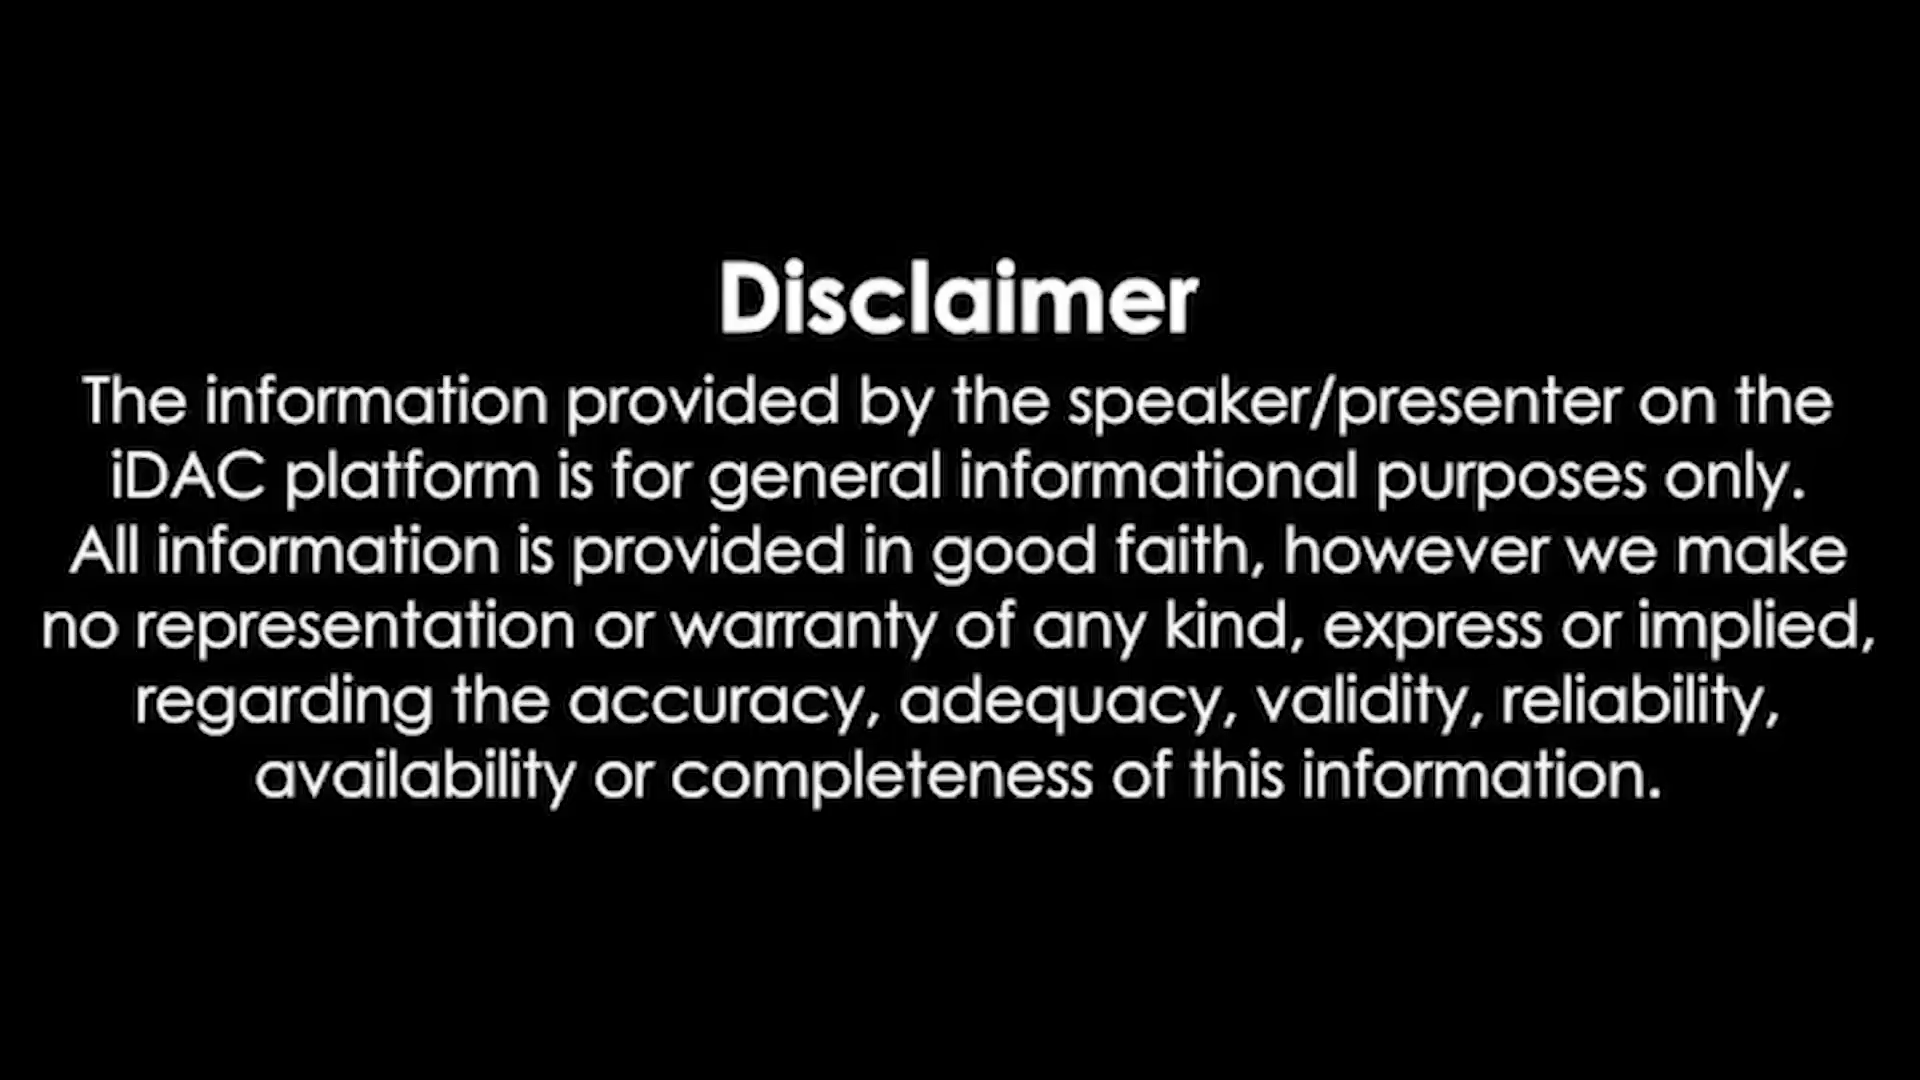 Disclaimer
The information provided by the speaker/presenter on the
iDAC platform is for general informational purposes only.
All information is provided in good faith, however we make
no representation or warranty of any kind, express or implied,
regarding the accuracy, adequacy, validity, reliability,
availability or completeness of this information.